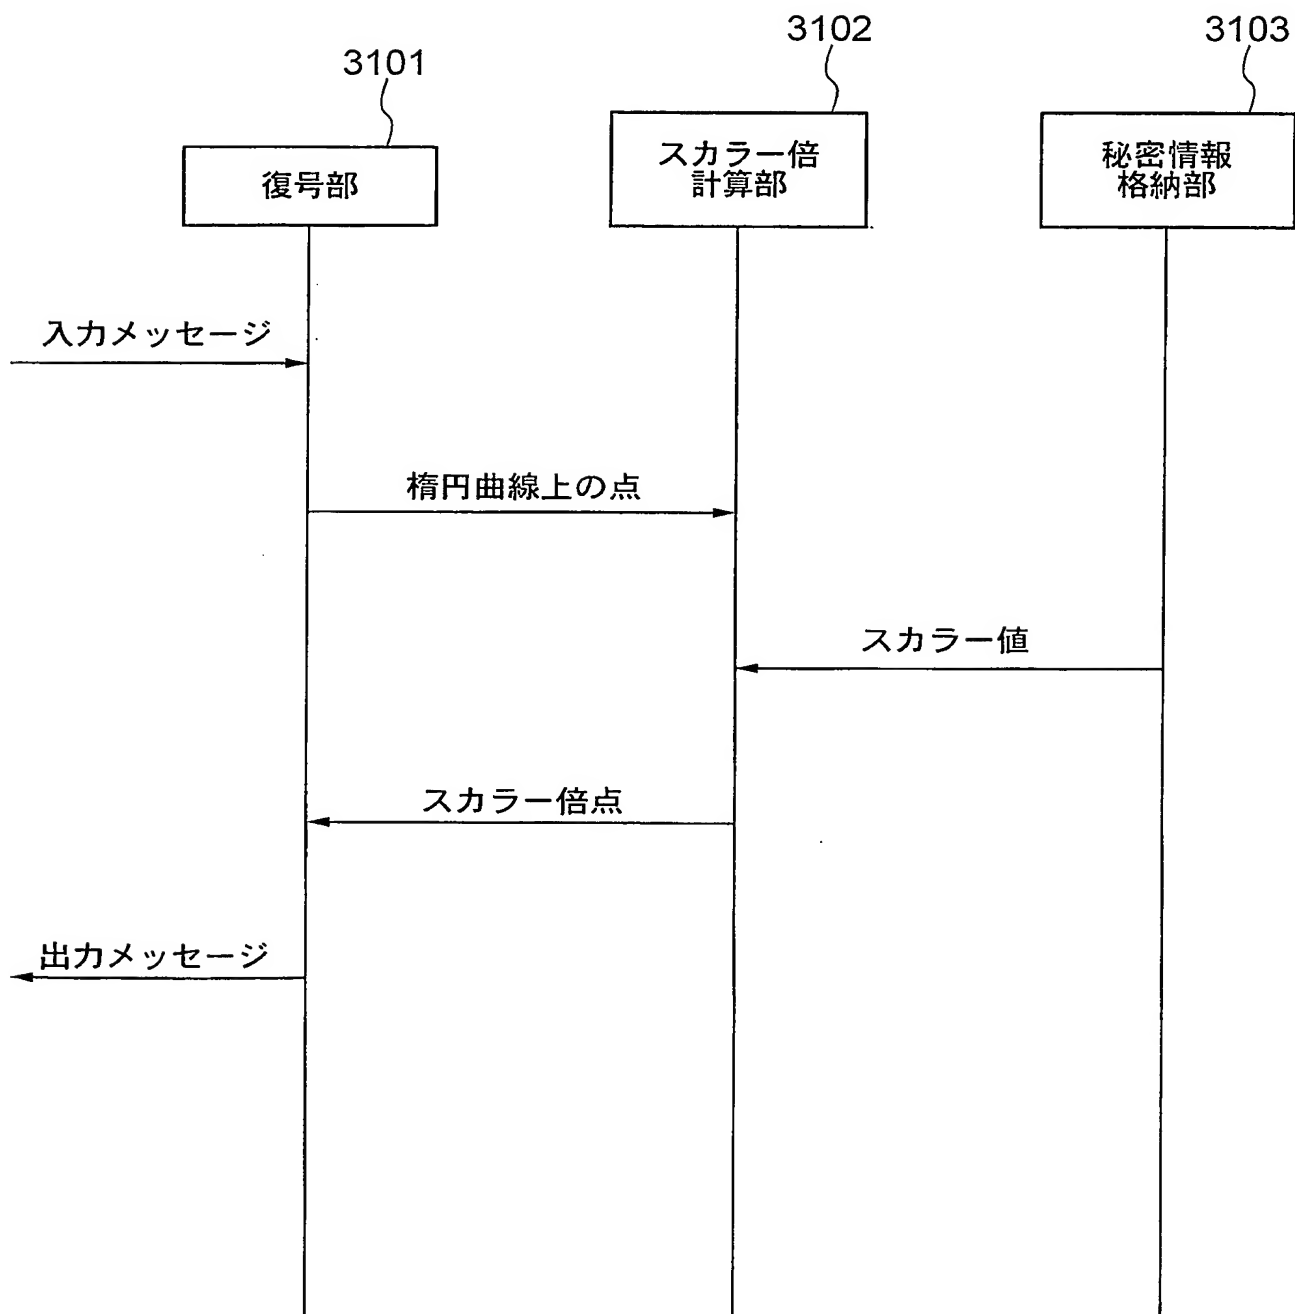 3101
3102
3103
復号部
スカラー倍
計算部
秘密情報
格納部
入力メッセージ
楕円曲線上の点
スカラー値
スカラー倍点
出力メッセージ